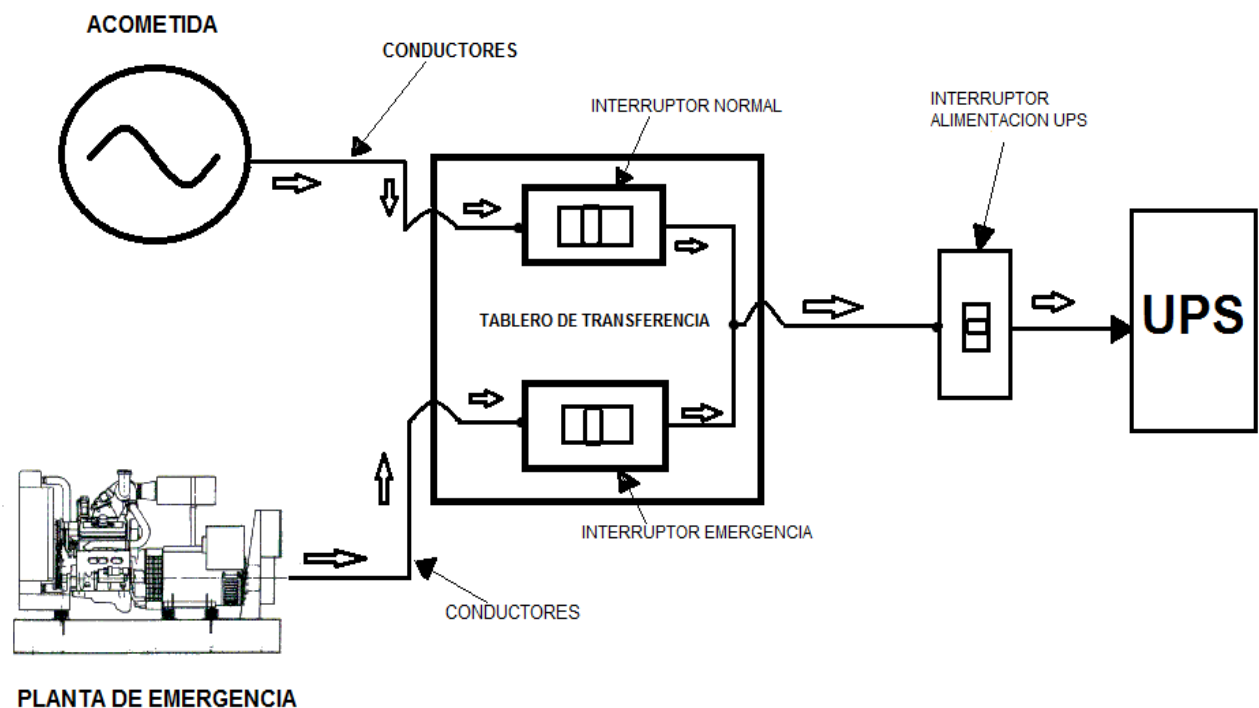 ACOMETIDA
CONDUCTORES
INTERRUPTOR NORMAL
INTERRUPTOR
ALIMENTACION UPS
TABLERO DE TRANSFERENCIA
UPS
INTERRUPTOR EMERGENCIA
CONDUCTORES
PLANTA DE EMERGENCIA